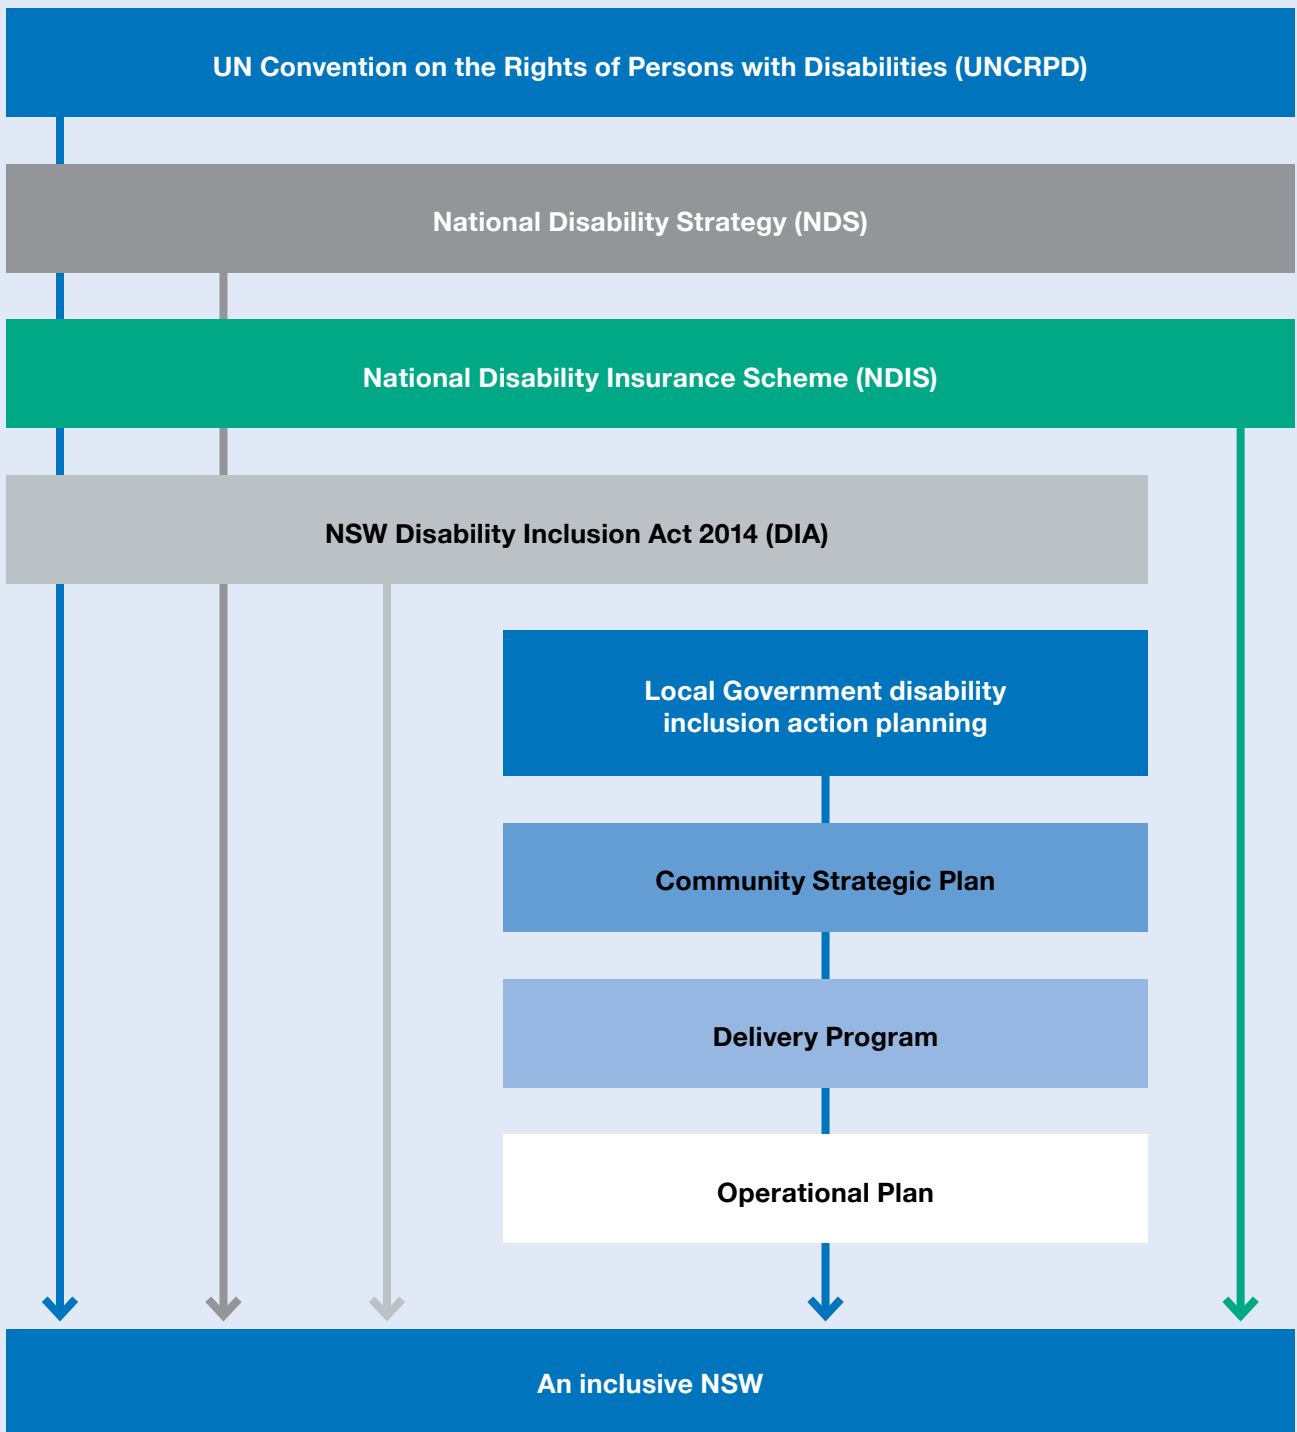 UN Convention on the Rights of Persons with Disabilities (UNCRPD)
National Disability Strategy (NDS)
National Disability Insurance Scheme (NDIS)
NSW Disability Inclusion Act 2014 (DIA)
Local Government disability
inclusion action planning
Community Strategic Plan
Delivery Program
Operational Plan
An inclusive NSW